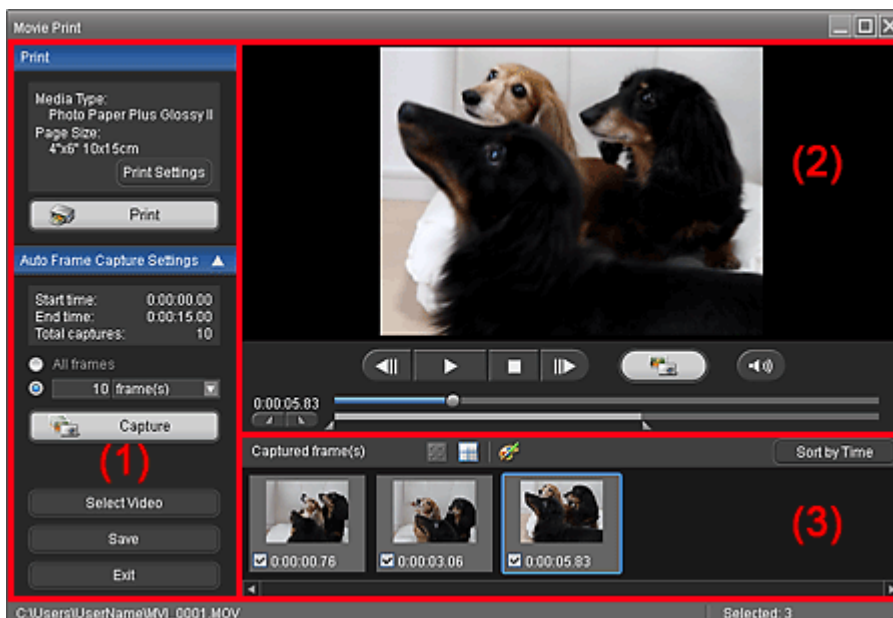 Movie Print
Print
Media Type:
Photo Paper Plus Glossy II
Page Size:
4"x6" 10x15cm
Print Settings
Print
Auto Frame Capture Settings
Start time: 0:00:00.00
End time: 0:00:15.00
Total captures: 10
All frames
10 frame(s)
Capture
(1)
Select Video
Save
Exit
(2)
0:00:05.83
Captured frame(s)
Sort by Time
0:00:00.76
0:00:03.06
0:00:05.83
(3)
C:\Users\UserName\MVI_0001.MOV
Selected: 3